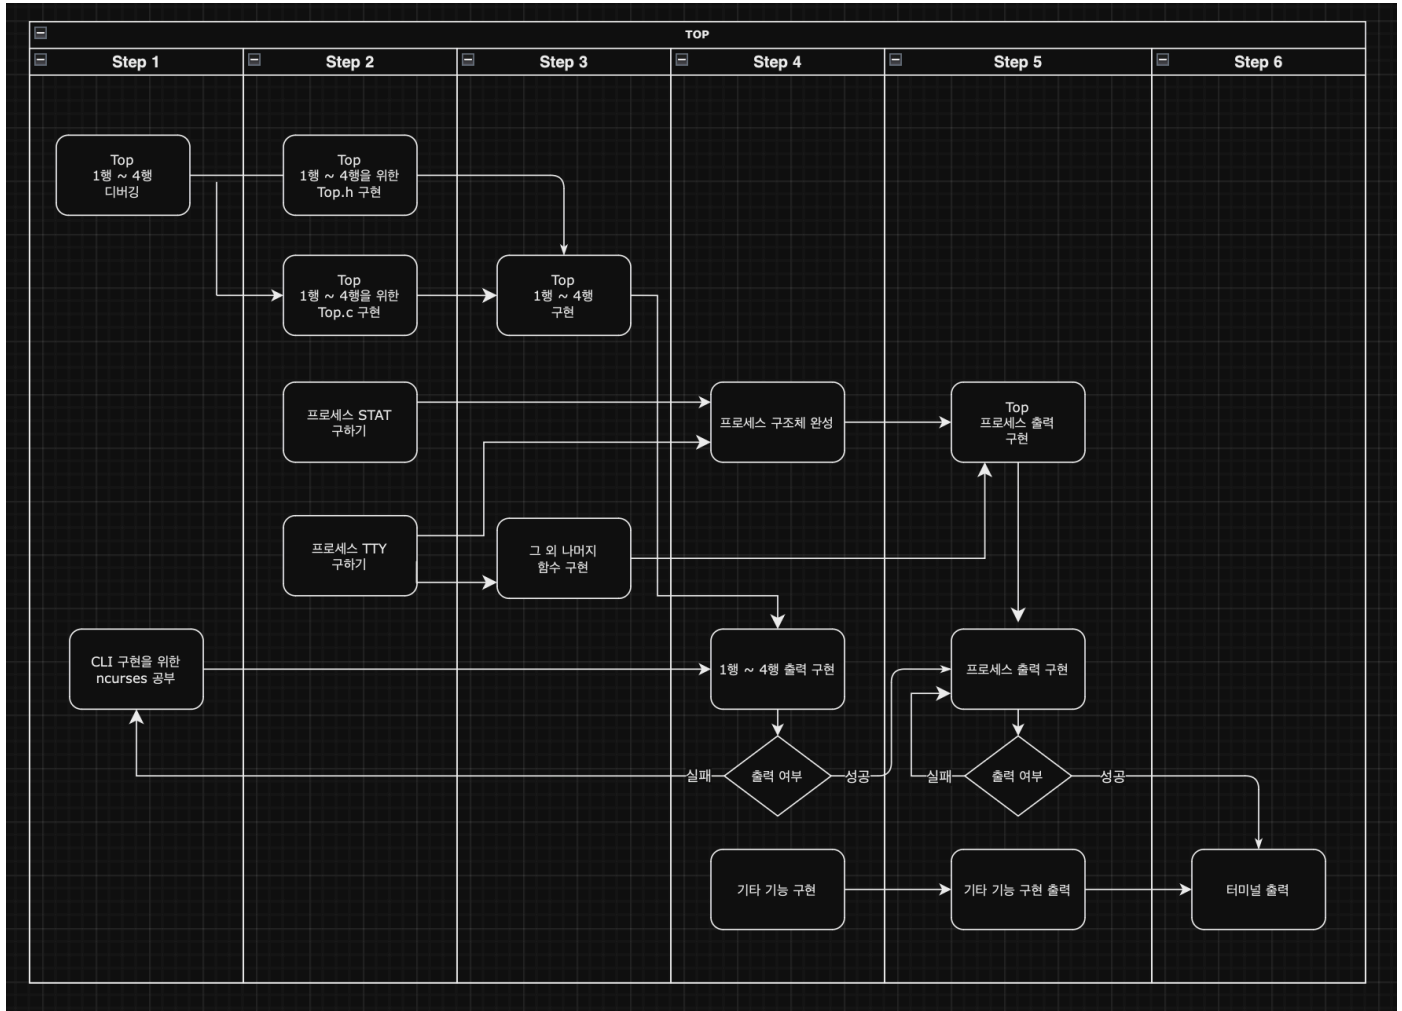 TOP
Step 1
Step 2
Step 3
Step 4
Step 5
Step 6
Top
1행 ~ 4행
디버깅
Top
1행 ~ 4행을 위한
Top.h 구현
Top
1행 ~ 4행을 위한
Top.c 구현
Top
1행 ~ 4행
구현
프로세스 STAT
구하기
프로세스 구조체 완성
Top
프로세스 출력
구현
프로세스 TTY
구하기
그 외 나머지
함수 구현
CLI 구현을 위한
ncurses 공부
1행 ~ 4행 출력 구현
프로세스 출력 구현
실패
출력 여부
성공
실패
출력 여부
성공
기타 기능 구현
기타 기능 구현 출력
터미널 출력